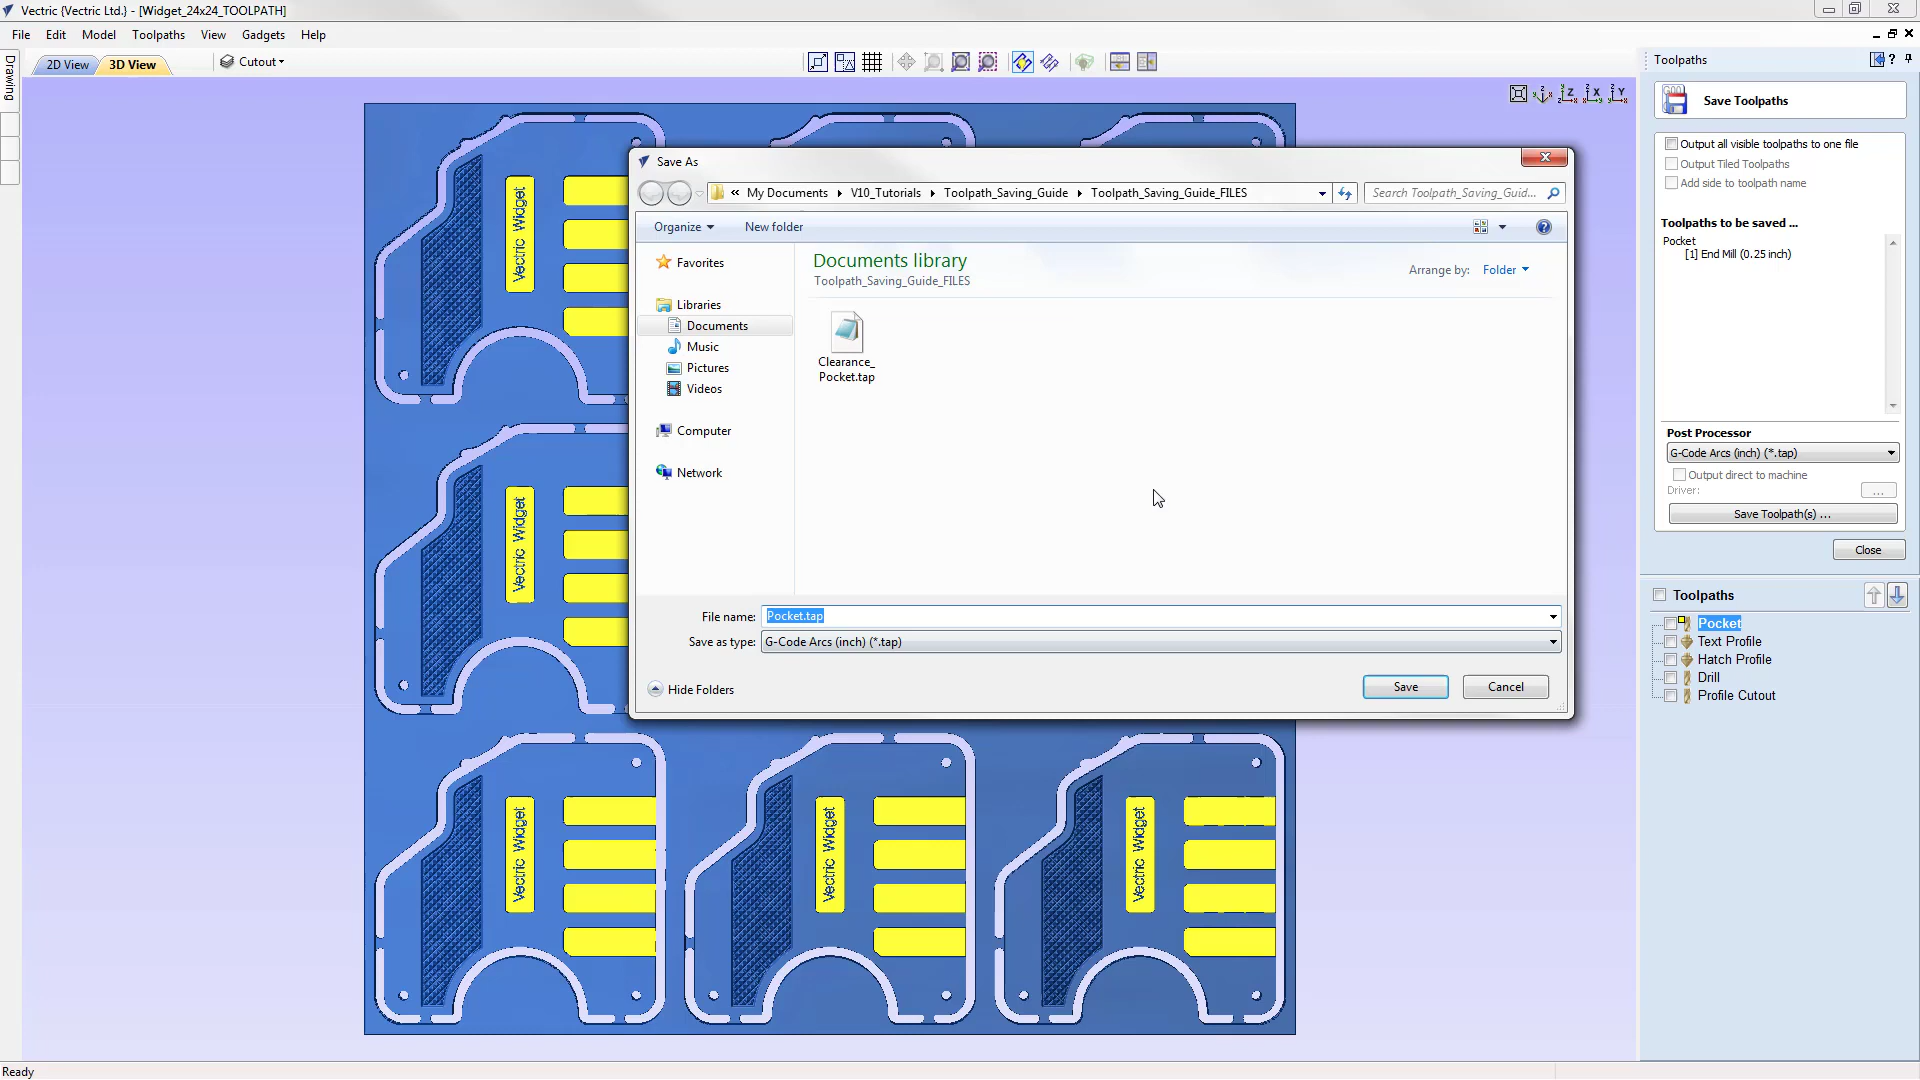 Vectric {Vectric Ltd.} - [Widget_24x24_TOOLPATH]
File Edit Model Toolpaths View Gadgets Help
Drawing
2D View
3D View
Cutout
Z
X
Y
Vectric Widget
Vectric Widget
Vectric Widget
Vectric Widget
Vectric Widget
Save As
« My Documents V10_Tutorials Toolpath_Saving_Guide Toolpath_Saving_Guide_FILES
Search Toolpath_Saving_Guid...
Organize New folder
Favorites
Libraries
Documents
Music
Pictures
Videos
Computer
Network
Documents library
Toolpath_Saving_Guide_FILES
Arrange by: Folder
Clearance_
Pocket.tap
File name: Pocket.tap
Save as type: G-Code Arcs (inch) (*.tap)
Hide Folders
Save
Cancel
Toolpaths
Save Toolpaths
Output all visible toolpaths to one file
Output Tiled Toolpaths
Add side to toolpath name
Toolpaths to be saved ...
Pocket
[1] End Mill (0.25 inch)
Post Processor
G-Code Arcs (inch) (*.tap)
Output direct to machine
Driver: ...
Save Toolpath(s) ...
Close
Toolpaths
Pocket
Text Profile
Hatch Profile
Drill
Profile Cutout
Ready